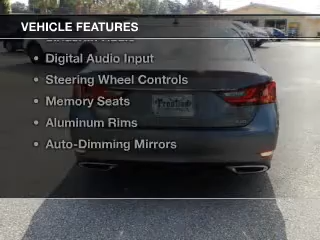 VEHICLE FEATURES
• Digital Audio Input
• Steering Wheel Controls
• Memory Seats
• Aluminum Rims
• Auto-Dimming Mirrors